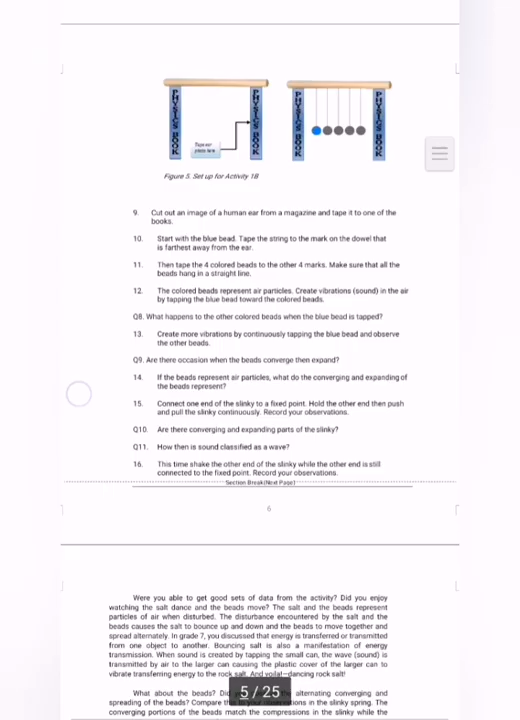 PHYSICS BOOK
PHYSICS BOOK
PHYSICS BOOK
PHYSICS BOOK
Tape ear
picture here
Figure 5. Set up for Activity 1B
9. Cut out an image of a human ear from a magazine and tape it to one of the
books.
10. Start with the blue bead. Tape the string to the mark on the dowel that
is farthest away from the ear.
11. Then tape the 4 colored beads to the other 4 marks. Make sure that all the
beads hang in a straight line.
12. The colored beads represent air particles. Create vibrations (sound) in the air
by tapping the blue bead toward the colored beads.
Q8. What happens to the other colored beads when the blue bead is tapped?
13. Create more vibrations by continuously tapping the blue bead and observe
the other beads.
Q9. Are there occasion when the beads converge then expand?
14. If the beads represent air particles, what do the converging and expanding of
the beads represent?
15. Connect one end of the slinky to a fixed point. Hold the other end then push
and pull the slinky continuously. Record your observations.
Q10. Are there converging and expanding parts of the slinky?
Q11. How then is sound classified as a wave?
16. This time shake the other end of the slinky while the other end is still
connected to the fixed point. Record your observations.
Section Break (Next Page)
6
Were you able to get good sets of data from the activity? Did you enjoy
watching the salt dance and the beads move? The salt and the beads represent
particles of air when disturbed. The disturbance encountered by the salt and the
beads causes the salt to bounce up and down and the beads to move together and
spread alternately. In grade 7, you discussed that energy is transferred or transmitted
from one object to another. Bouncing salt is also a manifestation of energy
transmission. When sound is created by tapping the small can, the wave (sound) is
transmitted by air to the larger can causing the plastic cover of the larger can to
vibrate transferring energy to the rock salt. And voila!–dancing rock salt!
What about the beads? Did alternating converging and
spreading of the beads? Compare ions in the slinky spring. The
converging portions of the beads match the compressions in the slinky while the
5 / 25